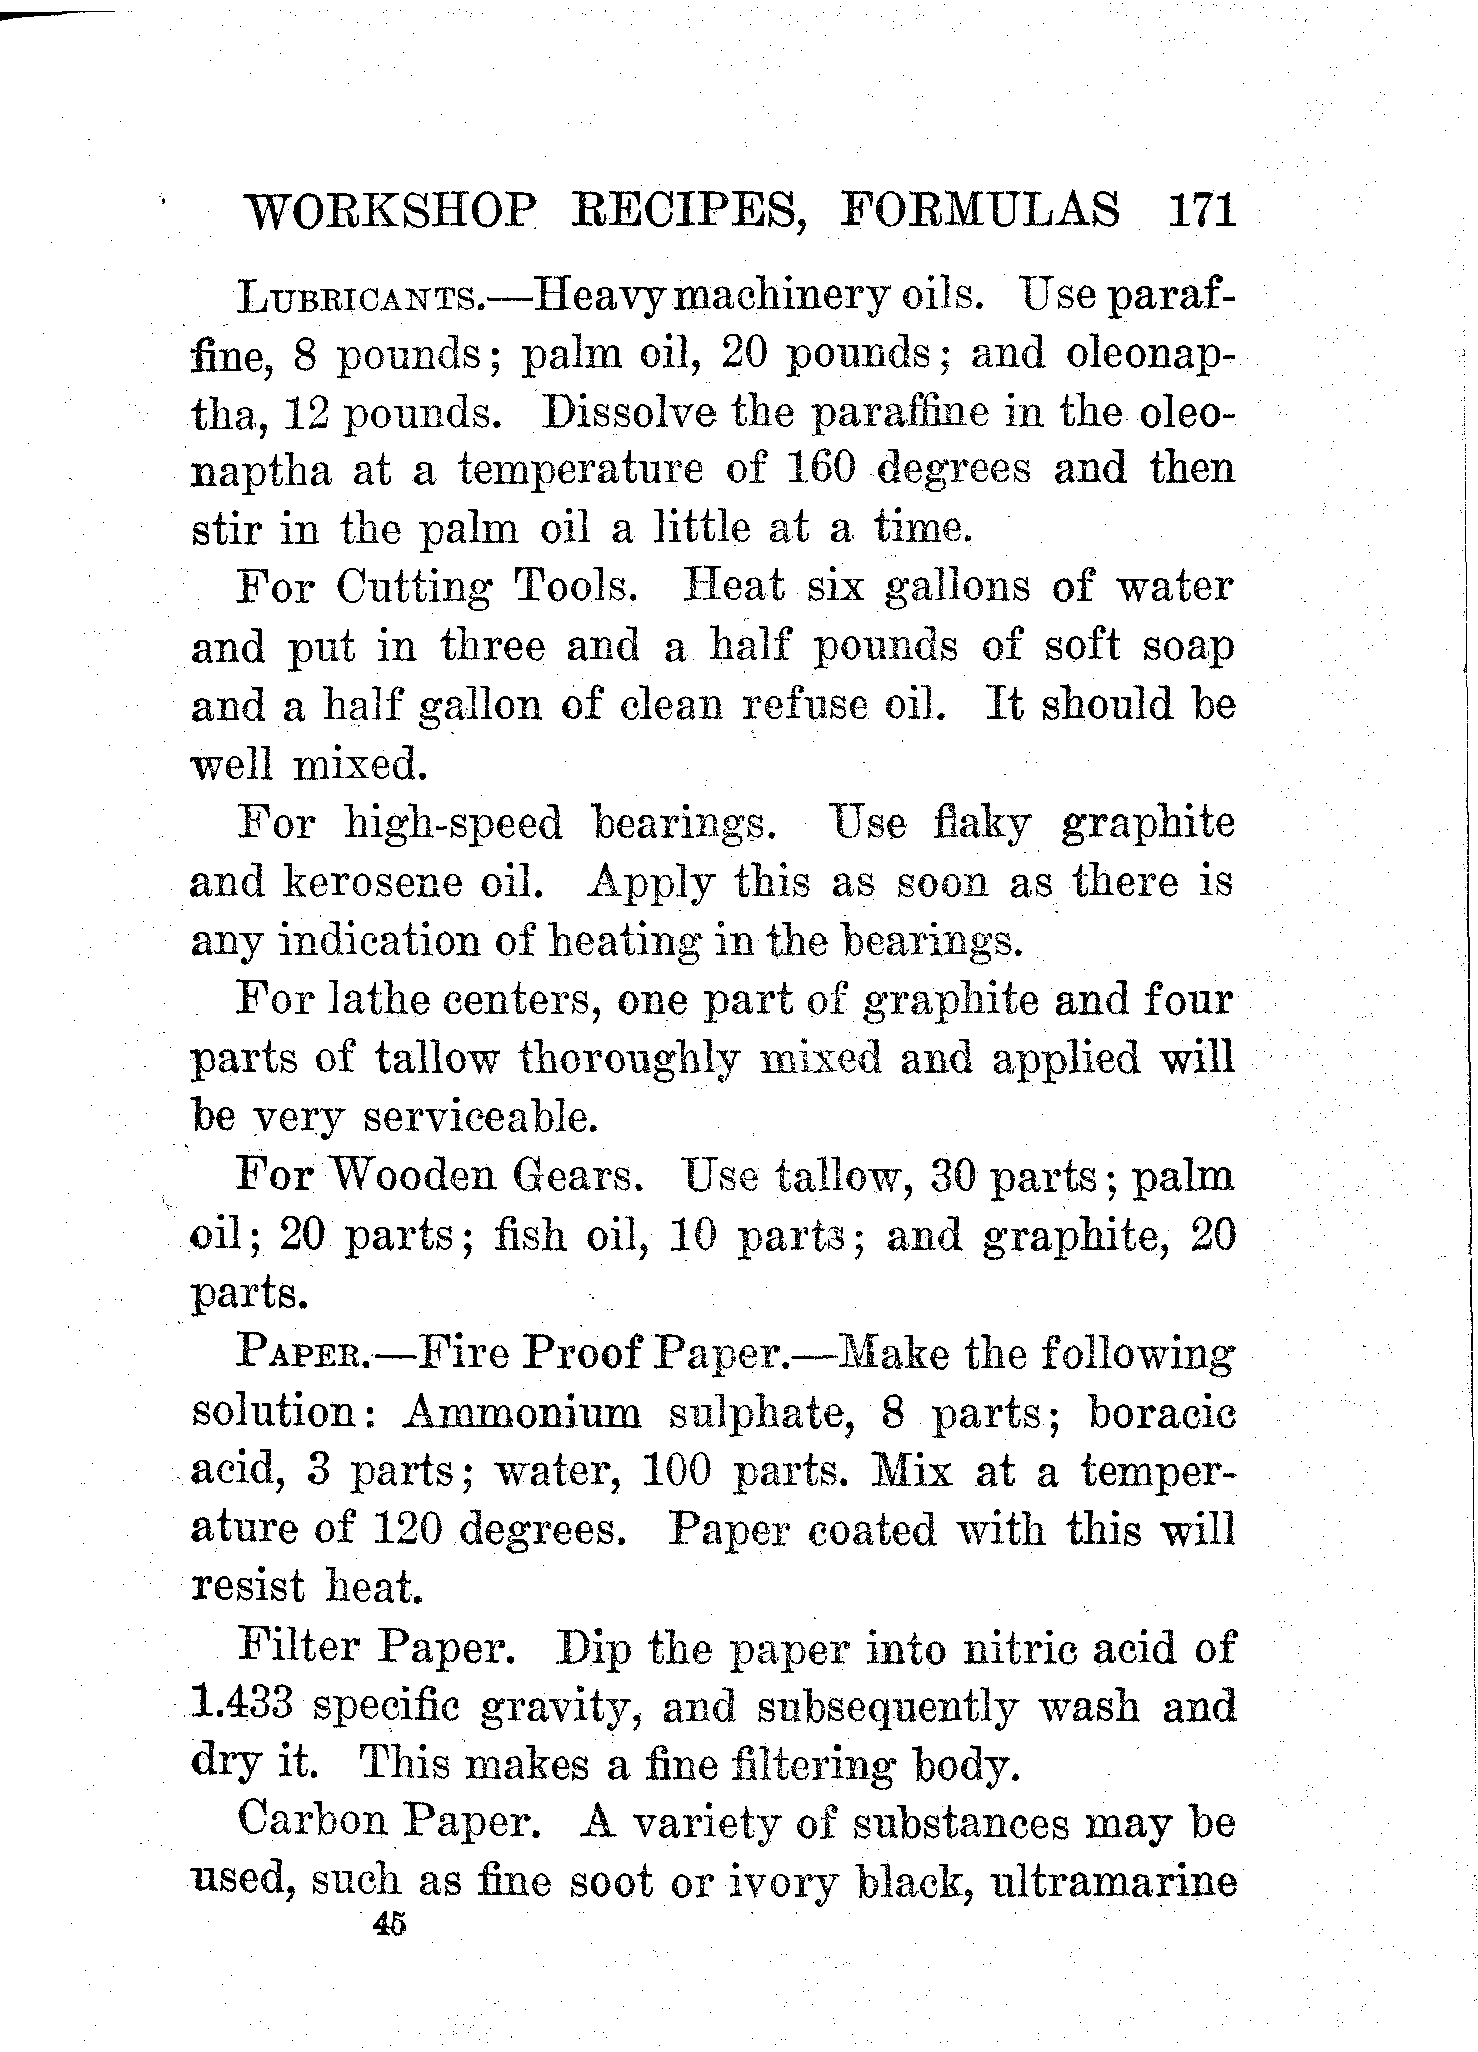 WORKSHOP RECIPES, FORMULAS 171
LUBRICANTS.—Heavy machinery oils. Use paraf-
fine, 8 pounds; palm oil, 20 pounds; and oleonap-
tha, 12 pounds. Dissolve the paraffine in the oleo-
naptha at a temperature of 160 degrees and then
stir in the palm oil a little at a time.
For Cutting Tools. Heat six gallons of water
and put in three and a half pounds of soft soap
and a half gallon of clean refuse oil. It should be
well mixed.
For high-speed bearings. Use flaky graphite
and kerosene oil. Apply this as soon as there is
any indication of heating in the bearings.
For lathe centers, one part of graphite and four
parts of tallow thoroughly mixed and applied will
be very serviceable.
For Wooden Gears. Use tallow, 30 parts; palm
oil; 20 parts; fish oil, 10 parts; and graphite, 20
parts.
PAPER.—Fire Proof Paper.—Make the following
solution: Ammonium sulphate, 8 parts; boracic
acid, 3 parts; water, 100 parts. Mix at a temper-
ature of 120 degrees. Paper coated with this will
resist heat.
Filter Paper. Dip the paper into nitric acid of
1.433 specific gravity, and subsequently wash and
dry it. This makes a fine filtering body.
Carbon Paper. A variety of substances may be
used, such as fine soot or ivory black, ultramarine
45